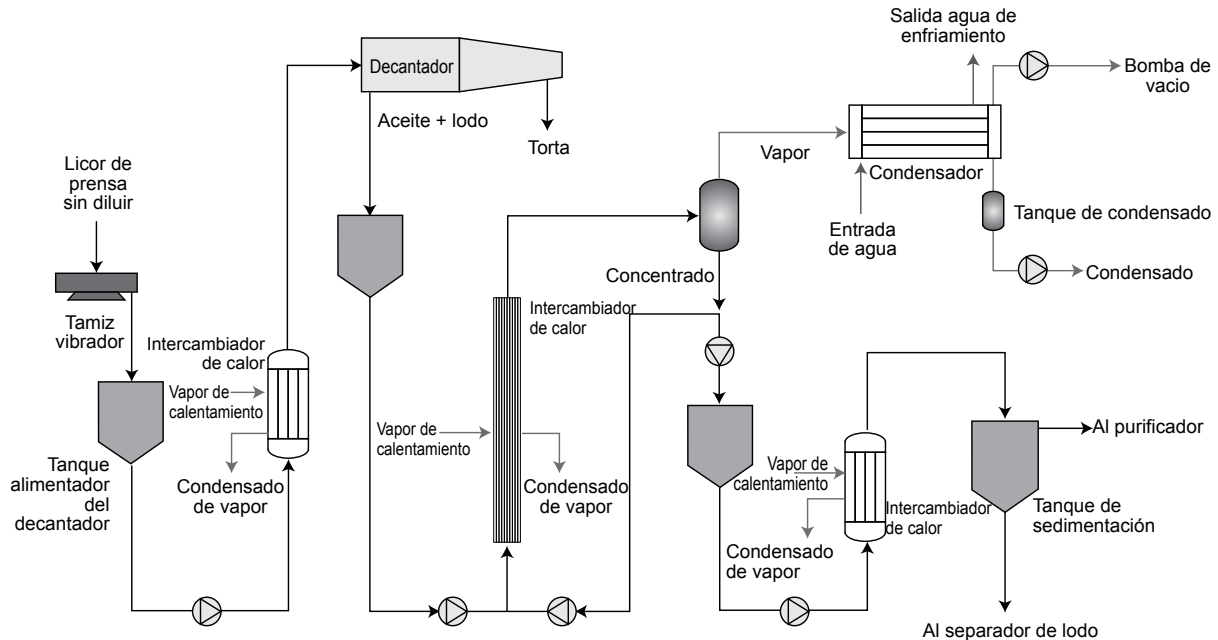 Licor de
prensa
sin diluir
Tamiz
vibrador
Tanque
alimentador
del
decantador
Intercambiador
de calor
Vapor de
calentamiento
Condensado
de vapor
Decantador
Aceite + lodo
Torta
Vapor de
calentamiento
Intercambiador
de calor
Condensado
de vapor
Concentrado
Vapor
Salida agua de
enfriamiento
Bomba de
vacio
Condensador
Entrada
de agua
Tanque de condensado
Condensado
Vapor de
calentamiento
Intercambiador
de calor
Condensado
de vapor
Al purificador
Tanque de
sedimentación
Al separador de lodo